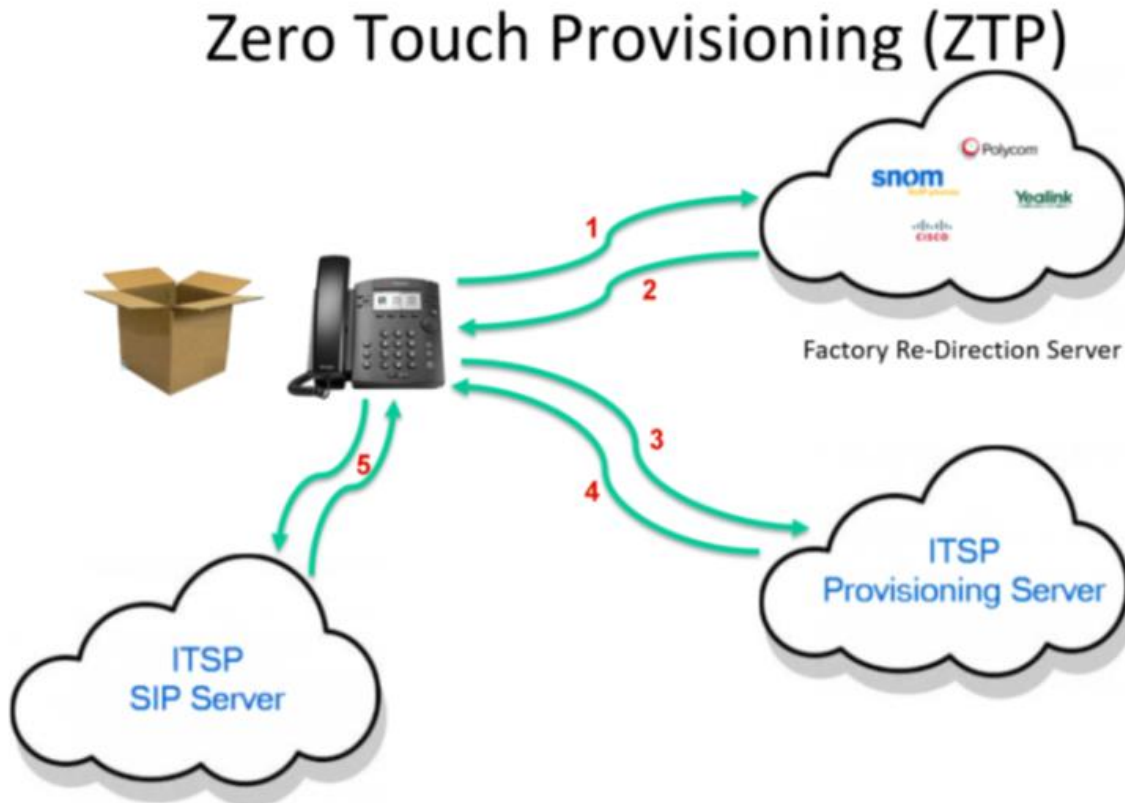 Zero Touch Provisioning (ZTP)
Polycom
snom
Yealink
CISCO
1
2
Factory Re-Direction Server
3
4
5
ITSP
Provisioning Server
ITSP
SIP Server